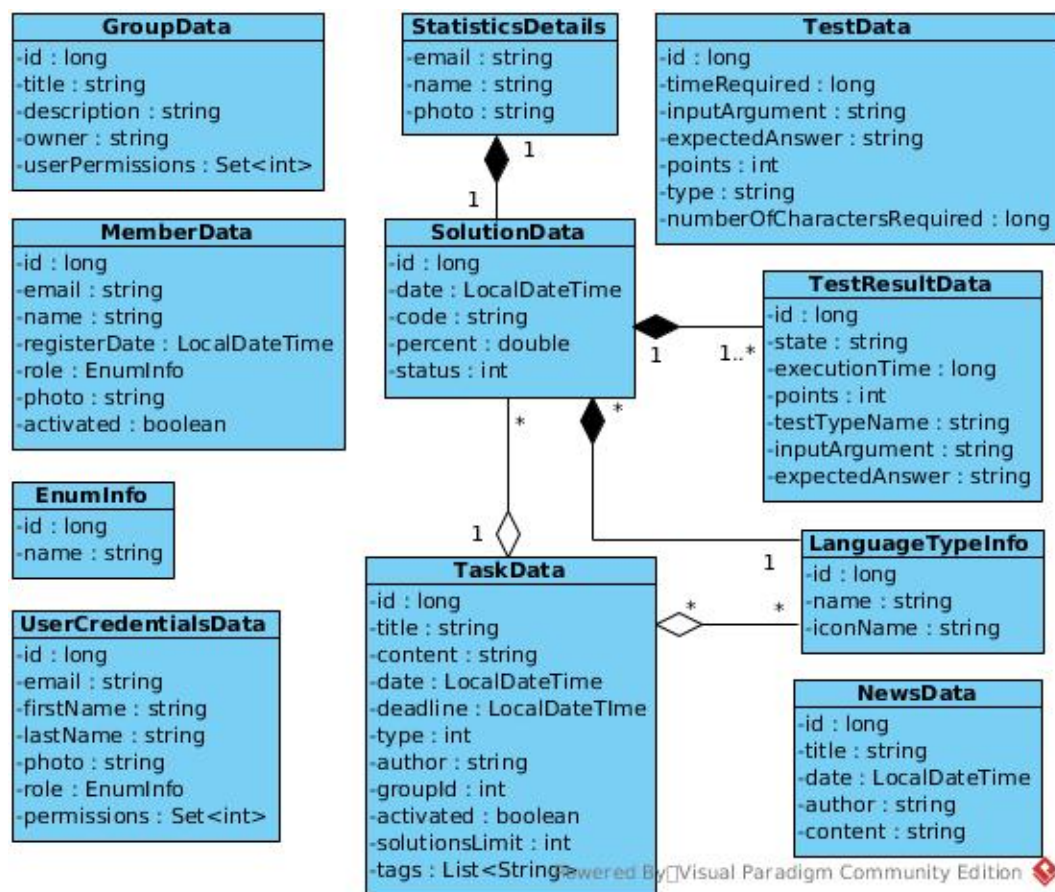 GroupData
-id : long
-title : string
-description : string
-owner : string
-userPermissions : Set<int>
StatisticsDetails
-email : string
-name : string
-photo : string
TestData
-id : long
-timeRequired : long
-inputArgument : string
-expectedAnswer : string
-points : int
-type : string
-numberOfCharactersRequired : long
1
1
MemberData
-id : long
-email : string
-name : string
-registerDate : LocalDateTime
-role : EnumInfo
-photo : string
-activated : boolean
SolutionData
-id : long
-date : LocalDateTime
-code : string
-percent : double
-status : int
1
1..*
TestResultData
-id : long
-state : string
-executionTime : long
-points : int
-testTypeName : string
-inputArgument : string
-expectedAnswer : string
*
*
EnumInfo
-id : long
-name : string
1
1
LanguageTypeInfo
-id : long
-name : string
-iconName : string
*
*
TaskData
-id : long
-title : string
-content : string
-date : LocalDateTime
-deadline : LocalDateTIme
-type : int
-author : string
-groupId : int
-activated : boolean
-solutionsLimit : int
-tags : List<String>
UserCredentialsData
-id : long
-email : string
-firstName : string
-lastName : string
-photo : string
-role : EnumInfo
-permissions : Set<int>
NewsData
-id : long
-title : string
-date : LocalDateTime
-author : string
-content : string
Powered By Visual Paradigm Community Edition